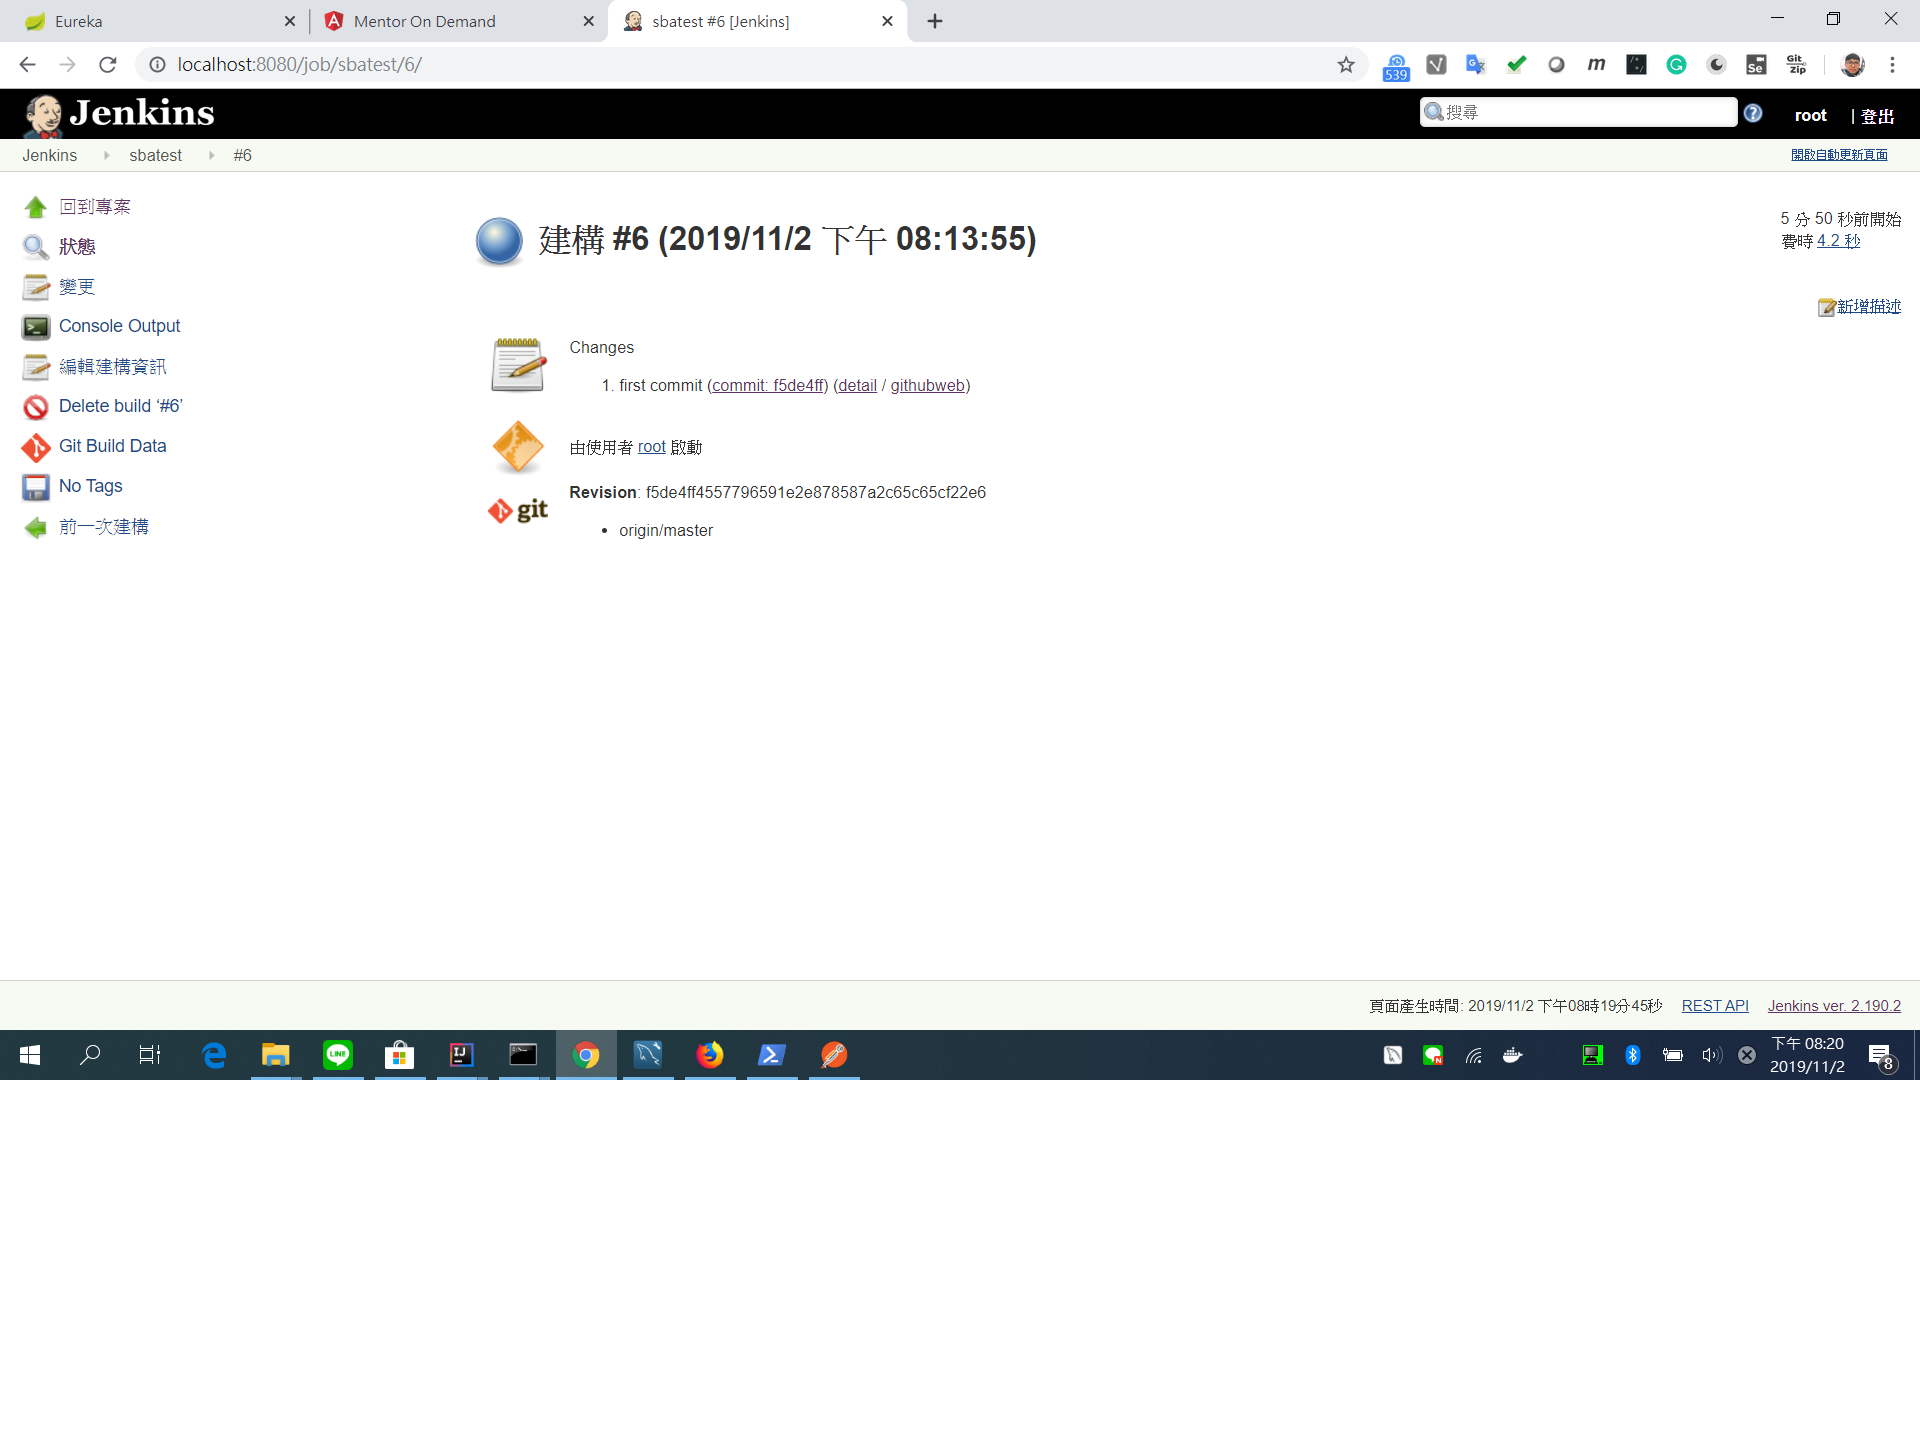 Eureka
Mentor On Demand
sbatest #6 [Jenkins]
localhost:8080/job/sbatest/6/
539
m
Se
Git
Zip
Jenkins
搜尋
root
| 登出
Jenkins
sbatest
#6
開啟自動更新頁面
回到專案
狀態
變更
Console Output
編輯建構資訊
Delete build ‘#6’
Git Build Data
No Tags
前一次建構
建構 #6 (2019/11/2 下午 08:13:55)
5 分 50 秒前開始
費時 4.2 秒
新增描述
Changes
1. first commit (commit: f5de4ff) (detail / githubweb)
由使用者 root 啟動
git
Revision: f5de4ff4557796591e2e878587a2c65c65cf22e6
origin/master
頁面產生時間: 2019/11/2 下午08時19分45秒
REST API
Jenkins ver. 2.190.2
LINE
IJ
下午 08:20
2019/11/2
8